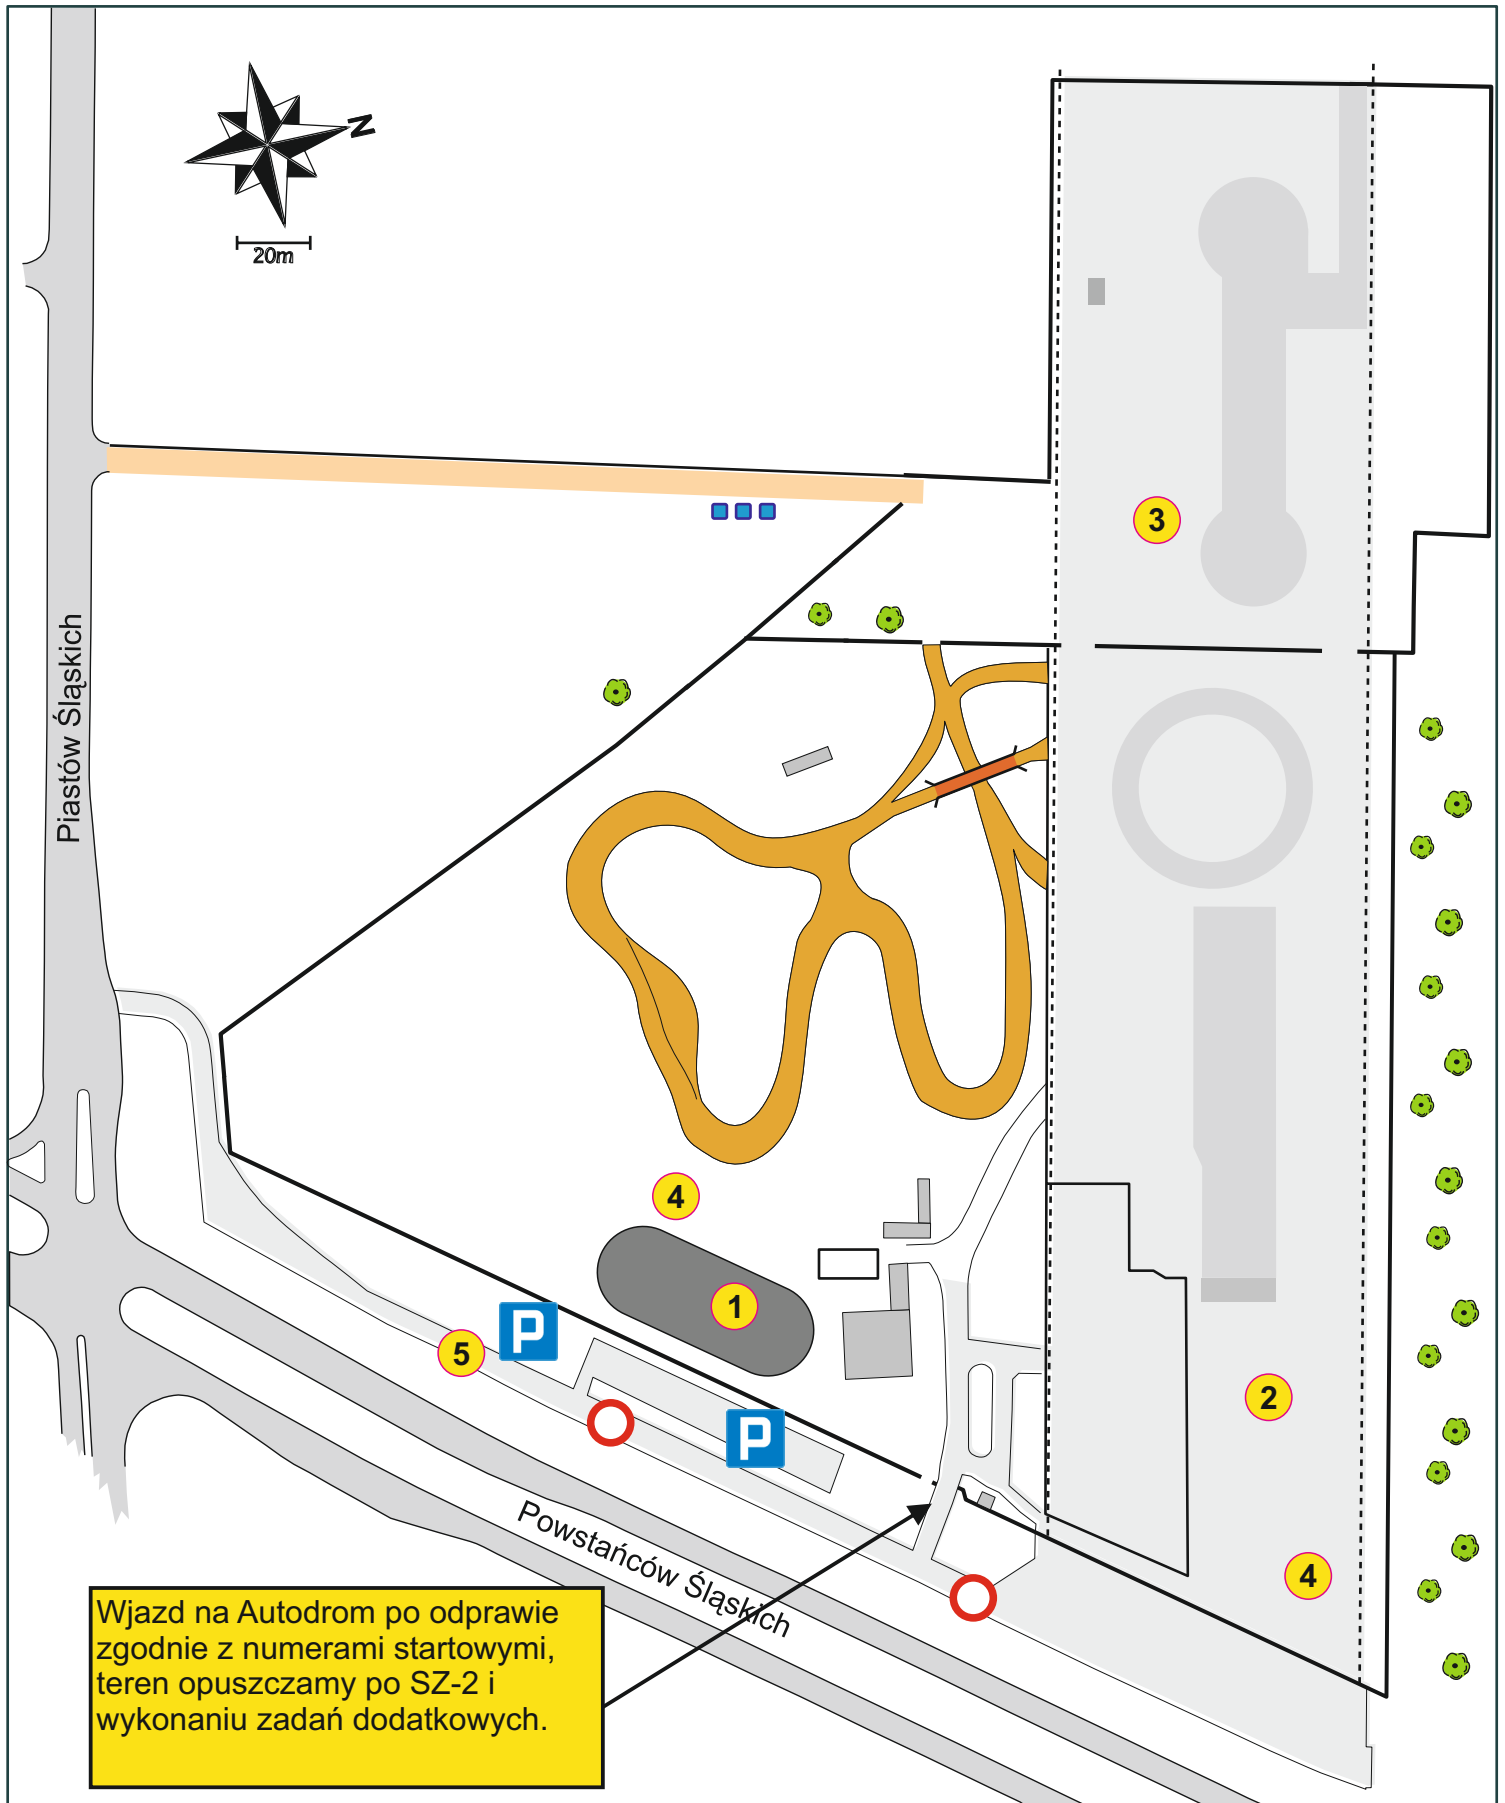 N
20m
3
Piastów Śląskich
4
1
P
5
2
P
Powstańców Śląskich
4
Wjazd na Autodrom po odprawie
zgodnie z numerami startowymi,
teren opuszczamy po SZ-2 i
wykonaniu zadań dodatkowych.